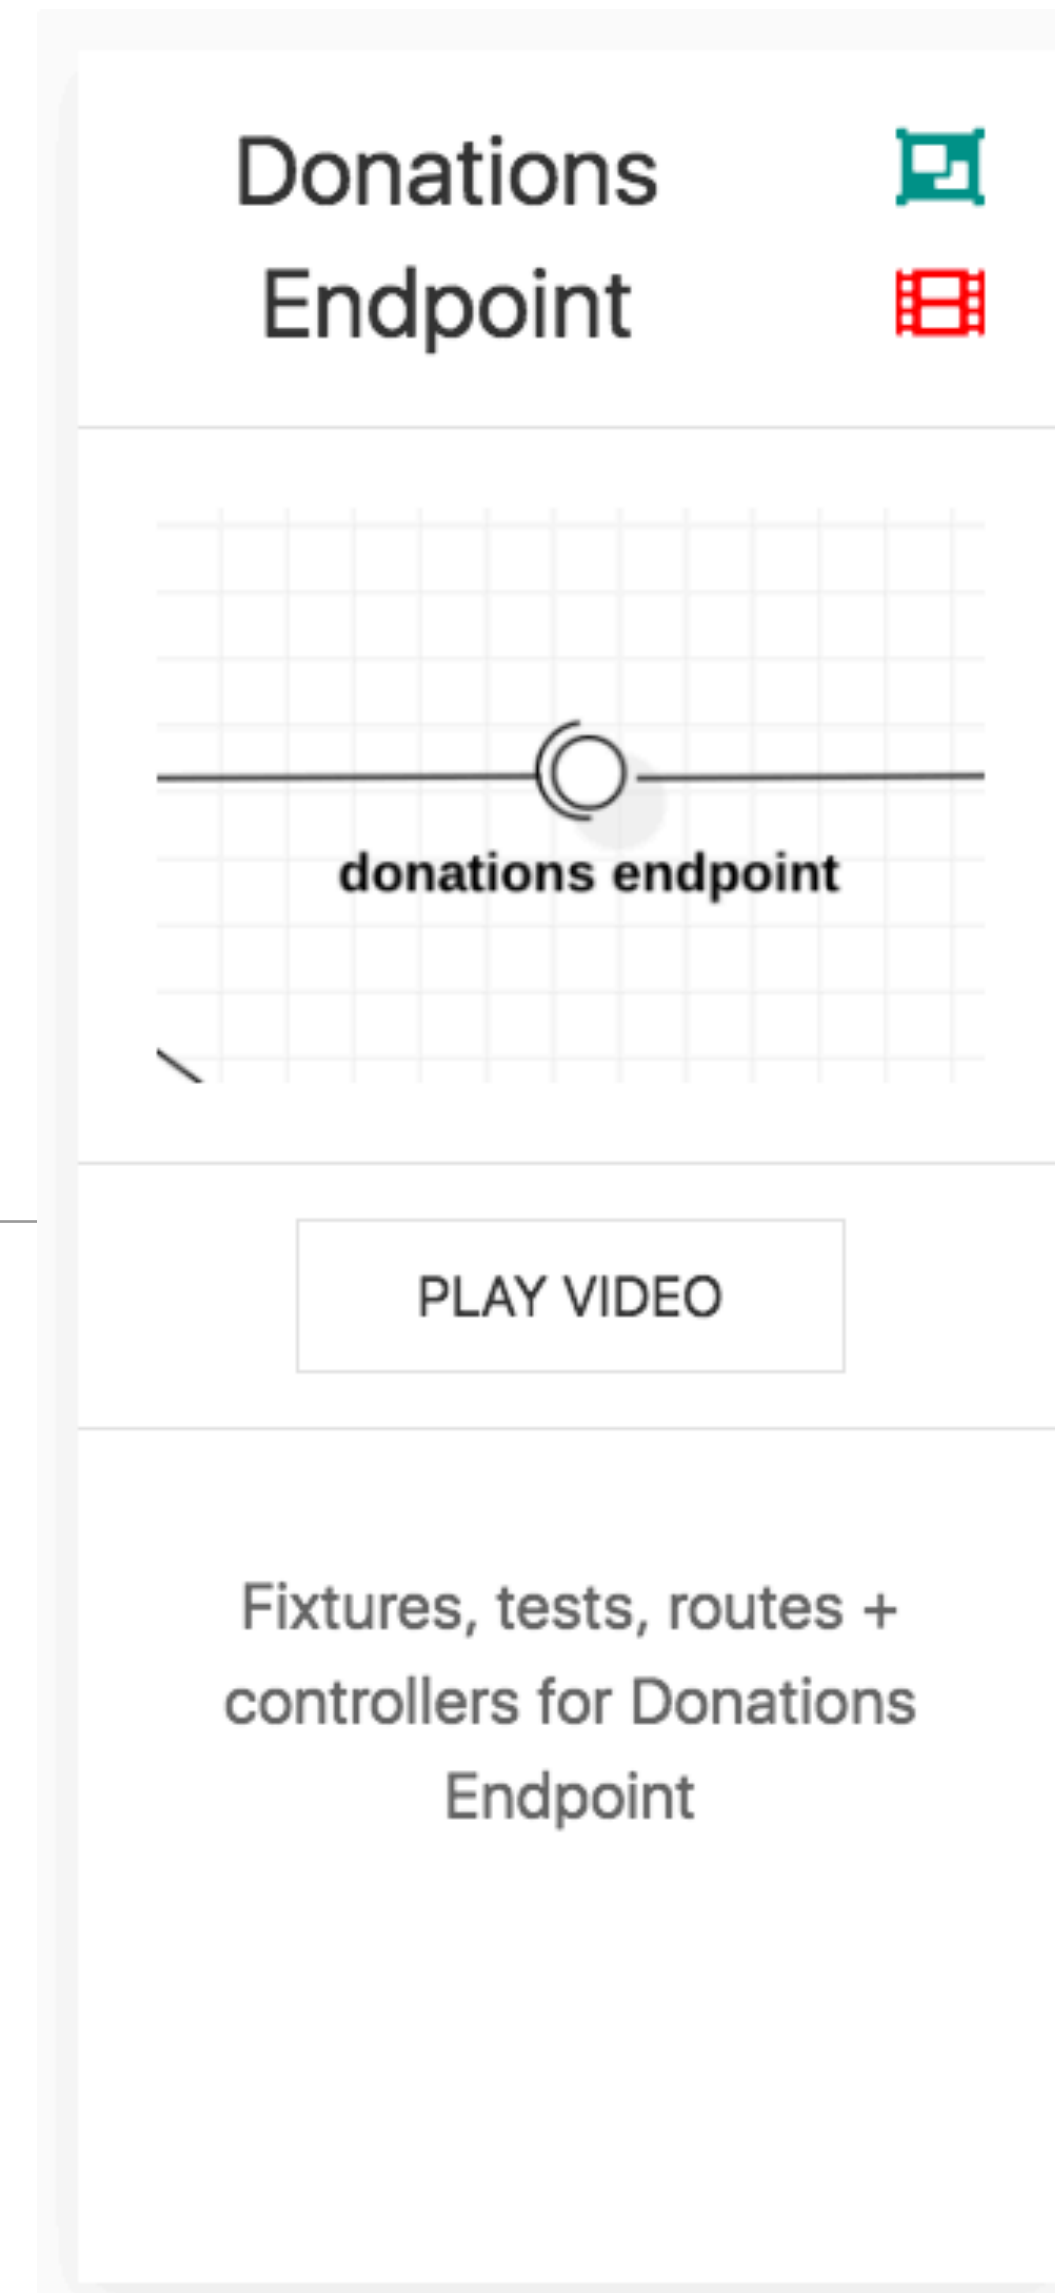 Donations
Endpoint
donations endpoint
PLAY VIDEO
Fixtures, tests, routes +
controllers for Donations
Endpoint